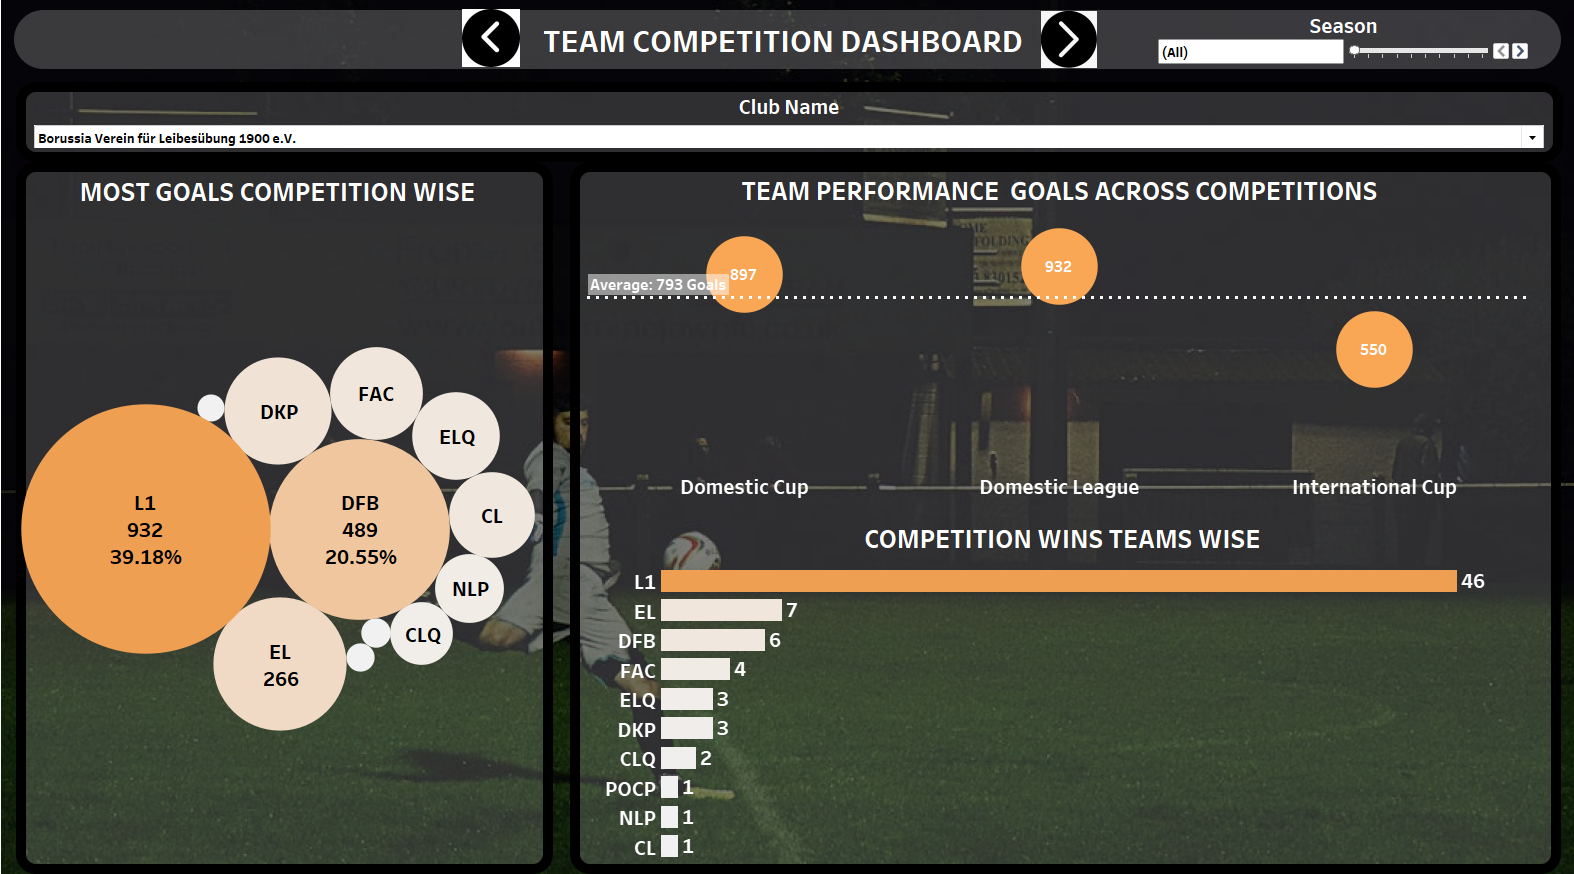 TEAM COMPETITION DASHBOARD
Season
(All)
Club Name
Borussia Verein für Leibesübung 1900 e.V.
MOST GOALS COMPETITION WISE
FAC
DKP
ELQ
L1
932
39.18%
DFB
489
20.55%
CL
NLP
CLQ
EL
266
TEAM PERFORMANCE  GOALS ACROSS COMPETITIONS
897
932
Average: 793 Goals
550
Domestic Cup
Domestic League
International Cup
COMPETITION WINS TEAMS WISE
L1 46
EL 7
DFB 6
FAC 4
ELQ 3
DKP 3
CLQ 2
POCP 1
NLP 1
CL 1